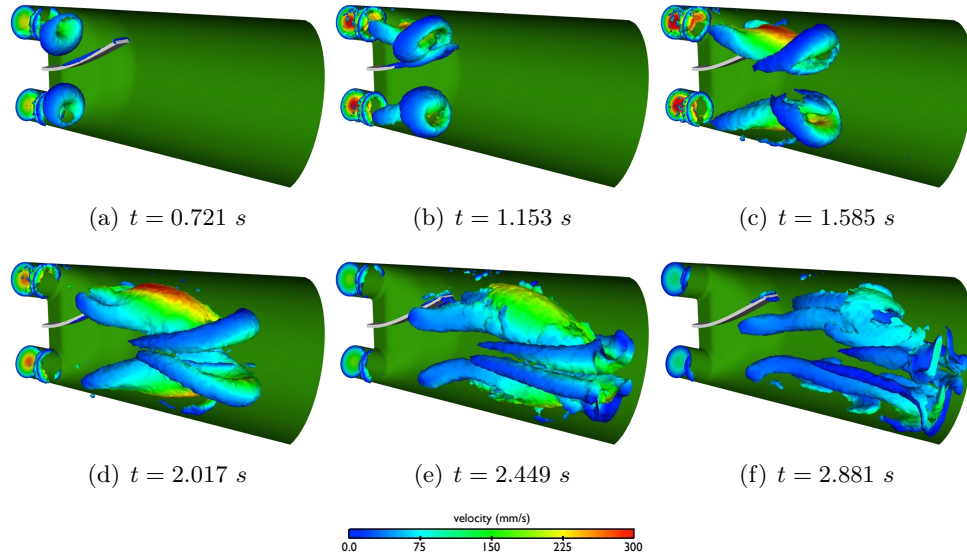 (a) t = 0.721 s
(b) t = 1.153 s
(c) t = 1.585 s
(d) t = 2.017 s
(e) t = 2.449 s
(f) t = 2.881 s
velocity (mm/s)
0.0 75 150 225 300